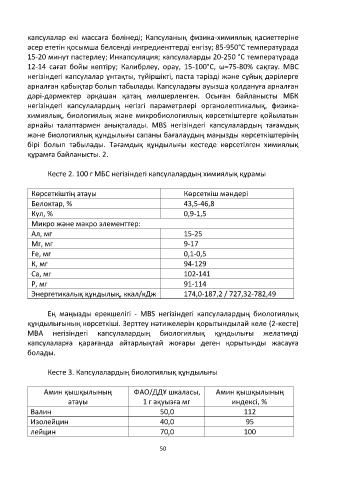 капсулалар екі массаға бөлінеді; Капсуланың физика-химиялық қасиеттеріне
әсер ететін қосымша белсенді ингредиенттерді енгізу; 85-950°С температурада
15-20 минут пастерлеу; Инкапсуляция; капсулаларды 20-250 °С температурада
12-14 сағат бойы кептіру; Калибрлеу, орау, 15-100°С, ω=75-80% сақтау. МВС
негізіндегі капсулалар ұнтақты, түйіршікті, паста тәрізді және сұйық дәрілерге
арналған қабықтар болып табылады. Капсуладағы ауызша қолдануға арналған
дәрі-дәрмектер әрқашан қатаң мөлшерленген. Осыған байланысты МБК
негізіндегі капсулалардың негізгі параметрлері органолептикалық, физика-
химиялық, биологиялық және микробиологиялық көрсеткіштерге қойылатын
арнайы талаптармен анықталады. MBS негізіндегі капсулалардың тағамдық
және биологиялық құндылығы сапаны бағалаудың маңызды көрсеткіштерінің
бірі болып табылады. Тағамдық құндылығы кестеде көрсетілген химиялық
құрамға байланысты. 2.
Кесте 2. 100 г МБС негізіндегі капсулалардың химиялық құрамы
Көрсеткіштің атауы Көрсеткіш мәндері
Белоктар, % 43,5-46,8
Күл, % 0,9-1,5
Микро және макро элементтер:
Ал, мг 15-25
Мг, мг 9-17
Fe, мг 0,1-0,5
К, мг 94-129
Са, мг 102-141
Р, мг 91-114
Энергетикалық құндылық, ккал/кДж 174,0-187,2 / 727,32-782,49
Ең маңызды ерекшелігі - MBS негізіндегі капсулалардың биологиялық
құндылығының көрсеткіші. Зерттеу нәтижелерін қорытындылай келе (2-кесте)
МВА негізіндегі капсулалардың биологиялық құндылығы желатинді
капсулаларға қарағанда айтарлықтай жоғары деген қорытынды жасауға
болады.
Кесте 3. Капсулалардың биологиялық құндылығы
Амин қышқылының ФАО/ДДҰ шкаласы, Амин қышқылының
атауы 1 г ақуызға мг индексі, %
Валин 50,0 112
Изолейцин 40,0 95
лейцин 70,0 100
50